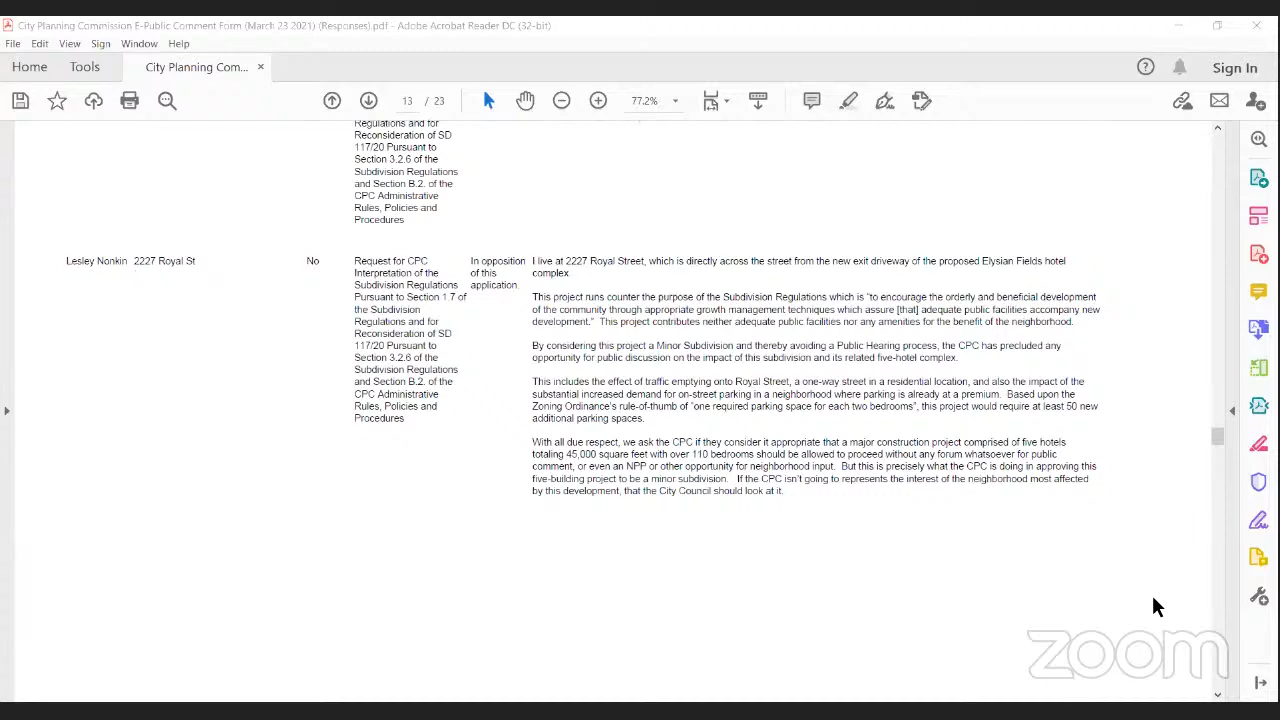 City Planning Commission E-Public Comment Form (March 23 2021) (Responses).pdf - Adobe Acrobat Reader DC (32-bit)
File Edit View Sign Window Help
Home Tools City Planning Com... × Sign In
13 / 23 77.2%
Regulations and for
Reconsideration of SD
117/20 Pursuant to
Section 3.2.6 of the
Subdivision Regulations
and Section B.2. of the
CPC Administrative
Rules, Policies and
Procedures
Lesley Nonkin 2227 Royal St No
Request for CPC
Interpretation of the
Subdivision Regulations
Pursuant to Section 1.7 of
the Subdivision
Regulations and for
Reconsideration of SD
117/20 Pursuant to
Section 3.2.6 of the
Subdivision Regulations
and Section B.2. of the
CPC Administrative
Rules, Policies and
Procedures
In opposition
of this
application.
I live at 2227 Royal Street, which is directly across the street from the new exit driveway of the proposed Elysian Fields hotel
complex
This project runs counter the purpose of the Subdivision Regulations which is "to encourage the orderly and beneficial development
of the community through appropriate growth management techniques which assure [that] adequate public facilities accompany new
development." This project contributes neither adequate public facilities nor any amenities for the benefit of the neighborhood.
By considering this project a Minor Subdivision and thereby avoiding a Public Hearing process, the CPC has precluded any
opportunity for public discussion on the impact of this subdivision and its related five-hotel complex.
This includes the effect of traffic emptying onto Royal Street, a one-way street in a residential location, and also the impact of the
substantial increased demand for on-street parking in a neighborhood where parking is already at a premium. Based upon the
Zoning Ordinance's rule-of-thumb of "one required parking space for each two bedrooms", this project would require at least 50 new
additional parking spaces.
With all due respect, we ask the CPC if they consider it appropriate that a major construction project comprised of five hotels
totaling 45,000 square feet with over 110 bedrooms should be allowed to proceed without any forum whatsoever for public
comment, or even an NPP or other opportunity for neighborhood input. But this is precisely what the CPC is doing in approving this
five-building project to be a minor subdivision. If the CPC isn't going to represents the interest of the neighborhood most affected
by this development, that the City Council should look at it.
zoom